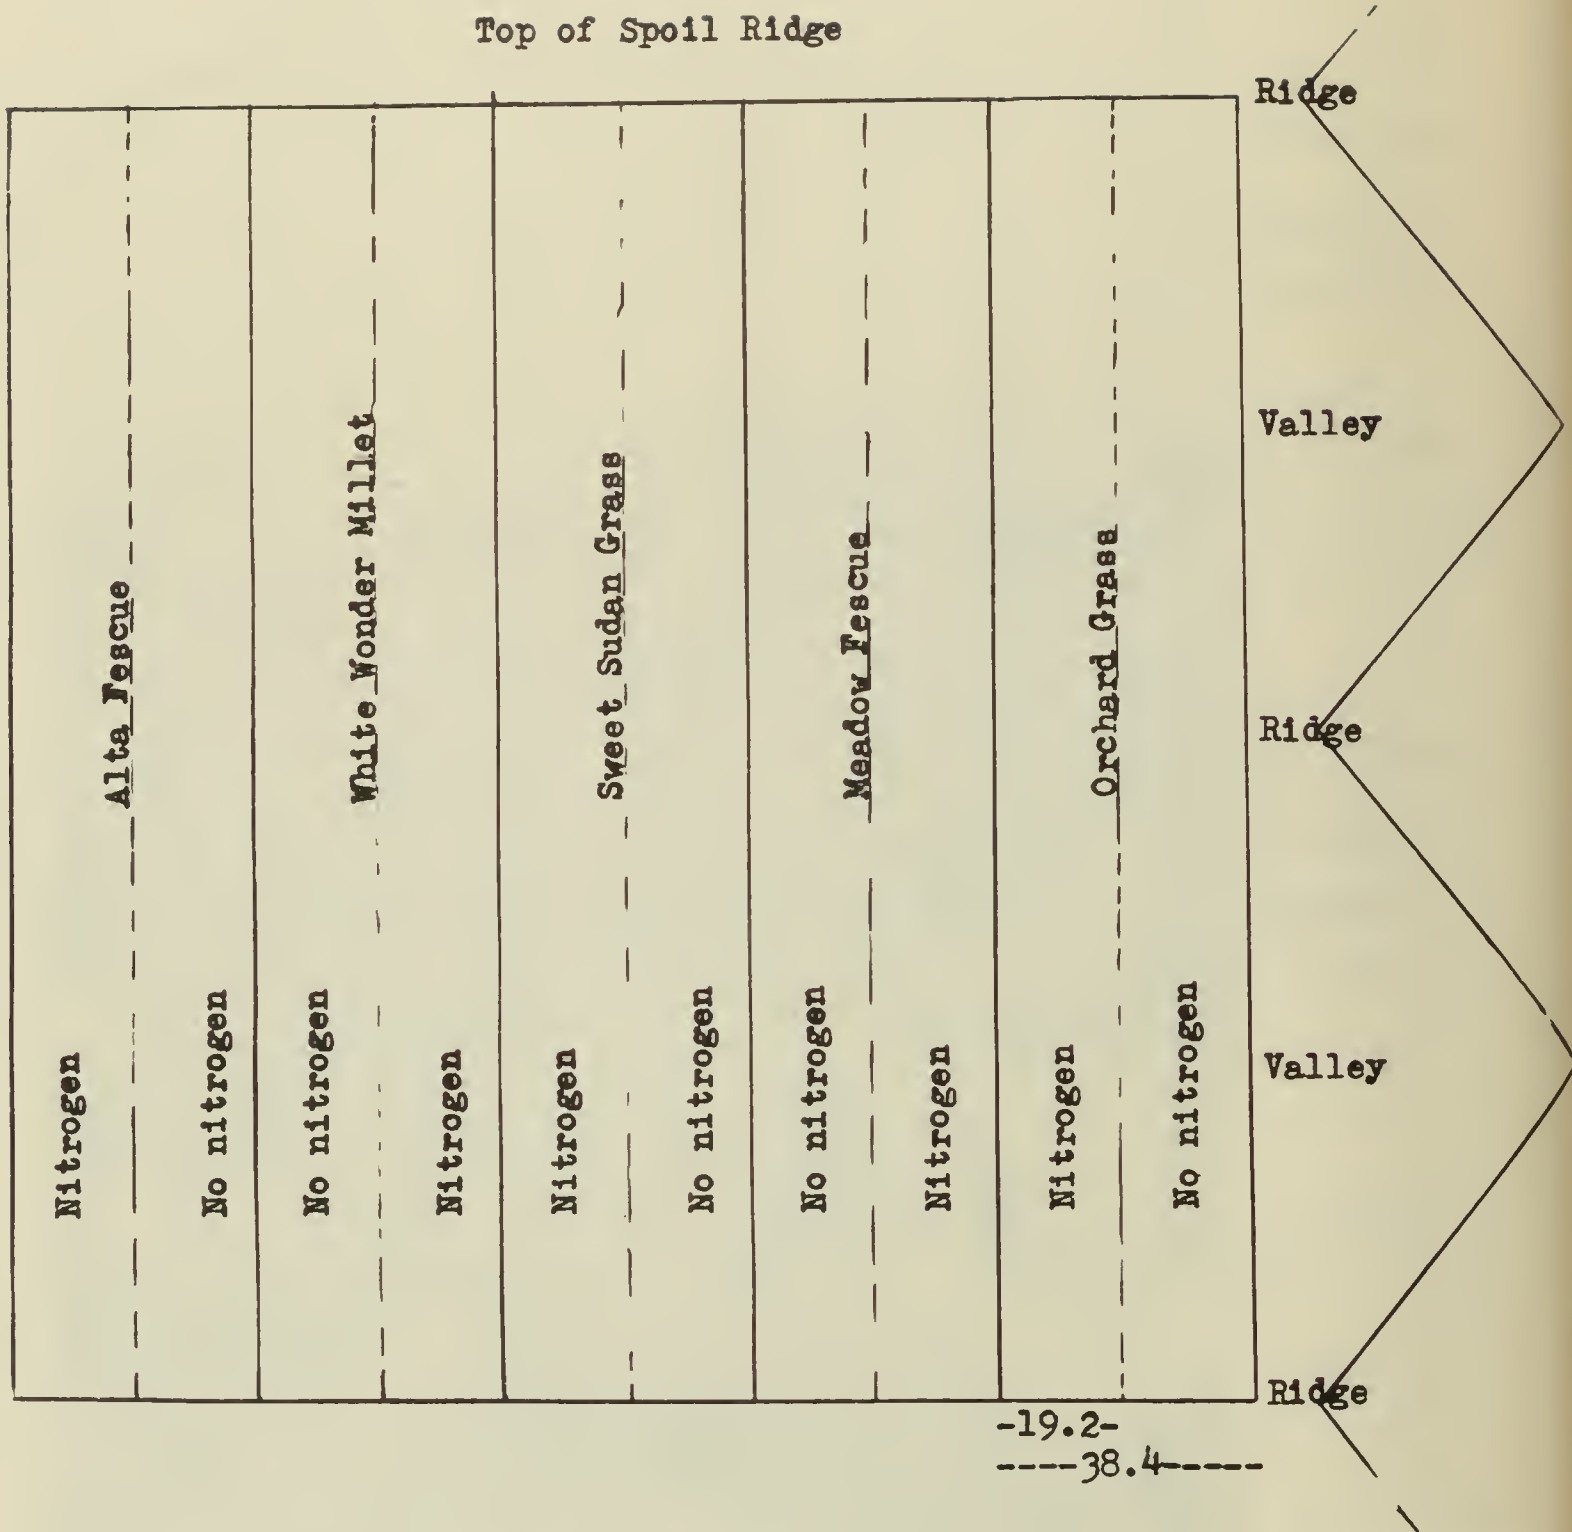 Top of Spoil Ridge
Ridge
Valley
Ridge
Valley
Ridge
Alta Fescue
White Wonder Millet
Sweet Sudan Grass
Meadow Fescue
Orchard Grass
Nitrogen
No nitrogen
No nitrogen
Nitrogen
Nitrogen
No nitrogen
No nitrogen
Nitrogen
Nitrogen
No nitrogen
-19.2-
----38.4-----